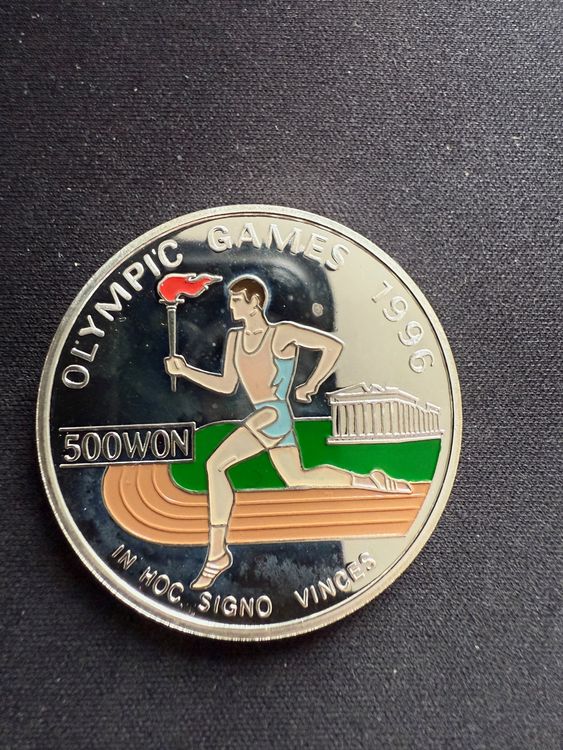 OLYMPIC GAMES 1996
500WON
IN HOC SIGNO VINCES